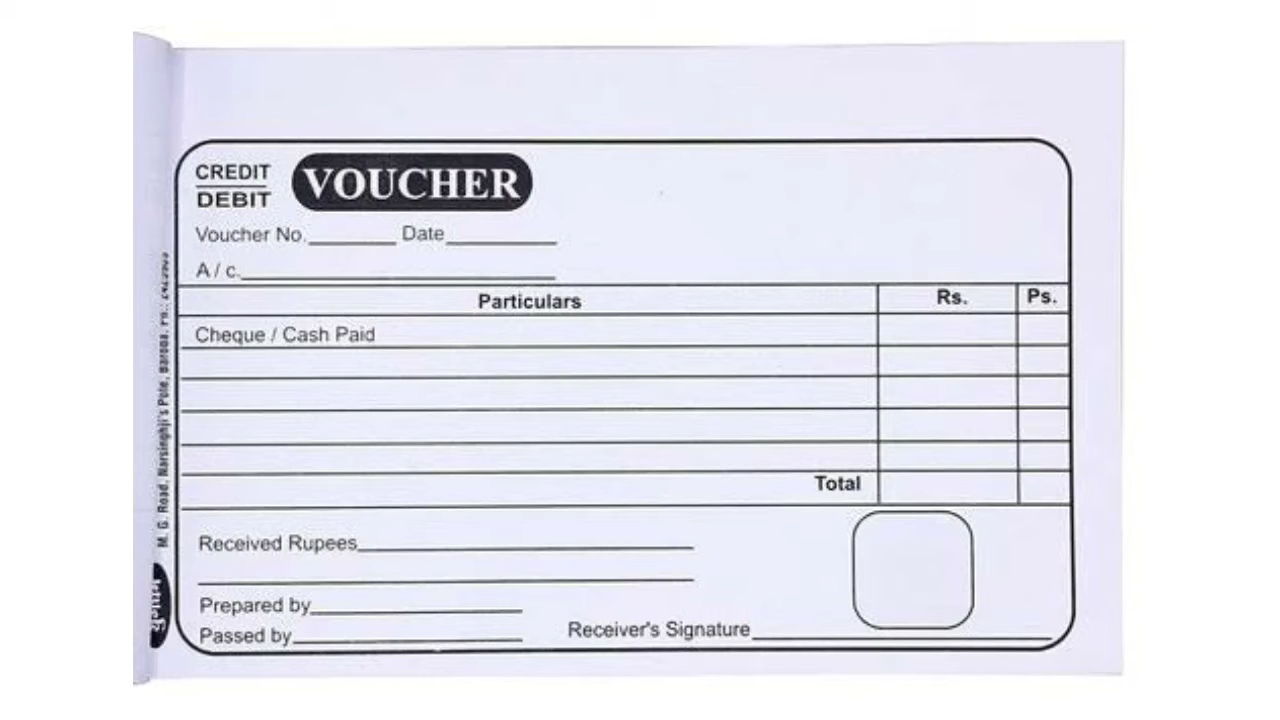 CREDIT
DEBIT
VOUCHER
Voucher No. Date
A / c.
Particulars Rs. Ps.
Cheque / Cash Paid
Total
Received Rupees
Prepared by
Passed by
Receiver's Signature
M. G. Road, Narsinghji's Pole, Baroda.